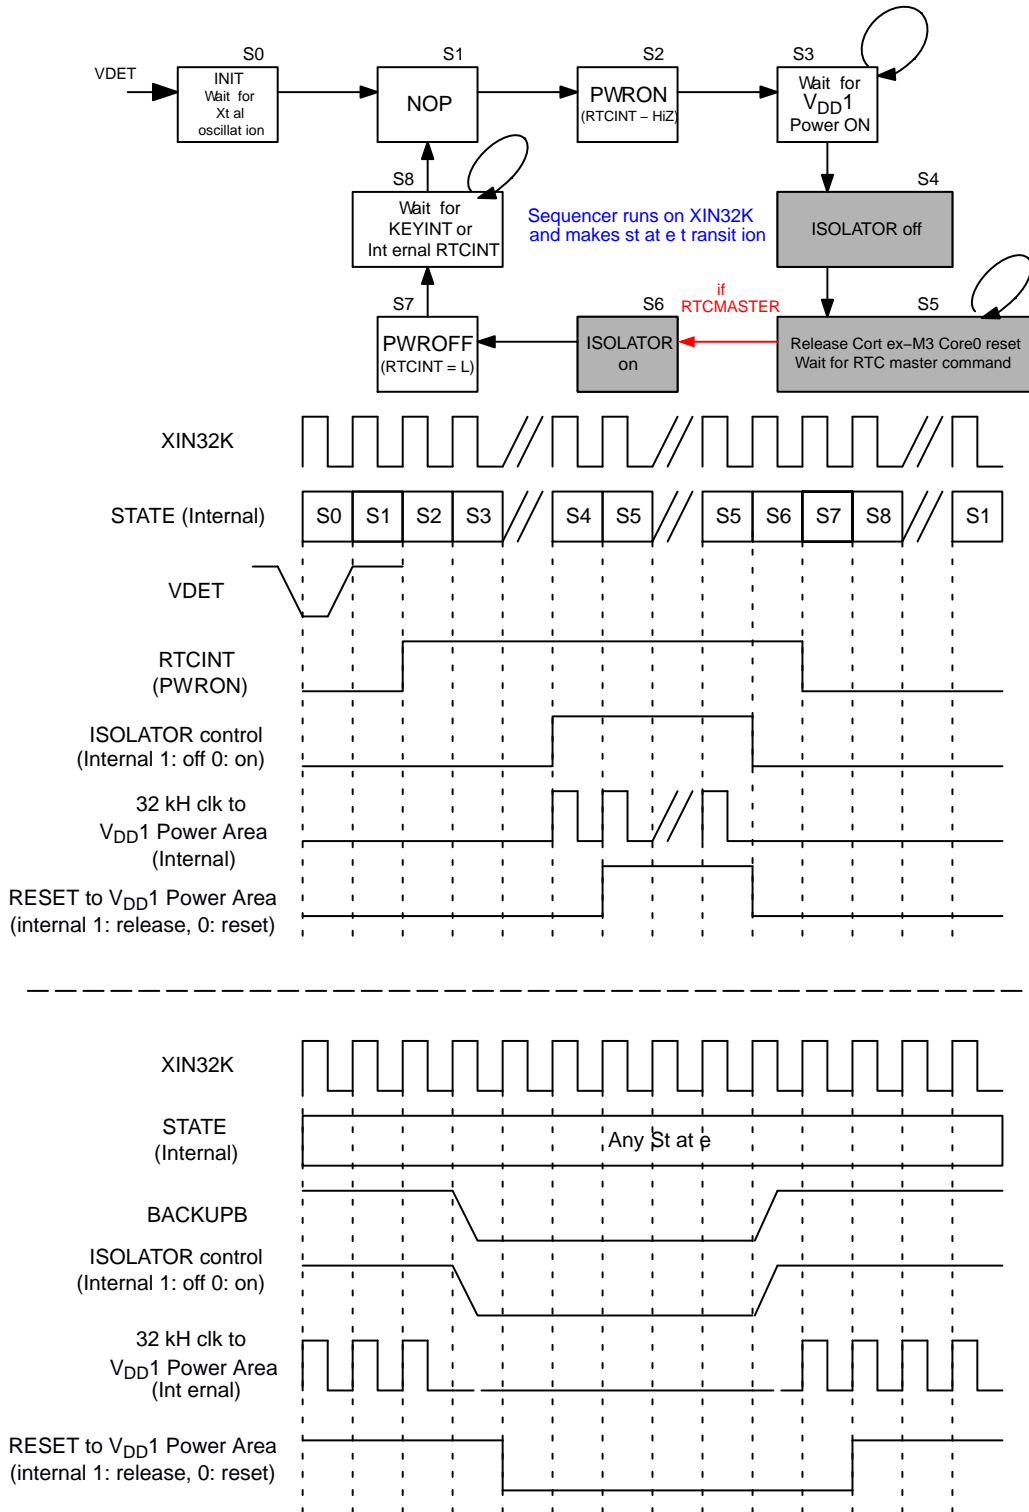 S0
S1
S2
S3
VDET
INIT
Wait for
Xt al
oscillat ion
NOP
PWRON
(RTCINT – HiZ)
Wait for
VDD1
Power ON
S8
S4
Wait for
KEYINT or
Int ernal RTCINT
Sequencer runs on XIN32K
and makes st at e t ransit ion
ISOLATOR off
if
RTCMASTER
S7
S6
S5
PWROFF
(RTCINT = L)
ISOLATOR
on
Release Cort ex–M3 Core0 reset
Wait for RTC master command
XIN32K
STATE (Internal)
S0 S1 S2 S3 S4 S5 S5 S6 S7 S8 S1
VDET
RTCINT
(PWRON)
ISOLATOR control
(Internal 1: off 0: on)
32 kH clk to
VDD1 Power Area
(Internal)
RESET to VDD1 Power Area
(internal 1: release, 0: reset)
XIN32K
STATE
(Internal)
Any St at e
BACKUPB
ISOLATOR control
(Internal 1: off 0: on)
32 kH clk to
VDD1 Power Area
(Int ernal)
RESET to VDD1 Power Area
(internal 1: release, 0: reset)